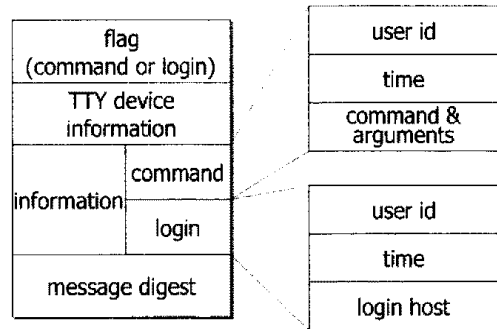 flag
(command or login)
TTY device
information
information
command
login
message digest
user id
time
command &
arguments
user id
time
login host